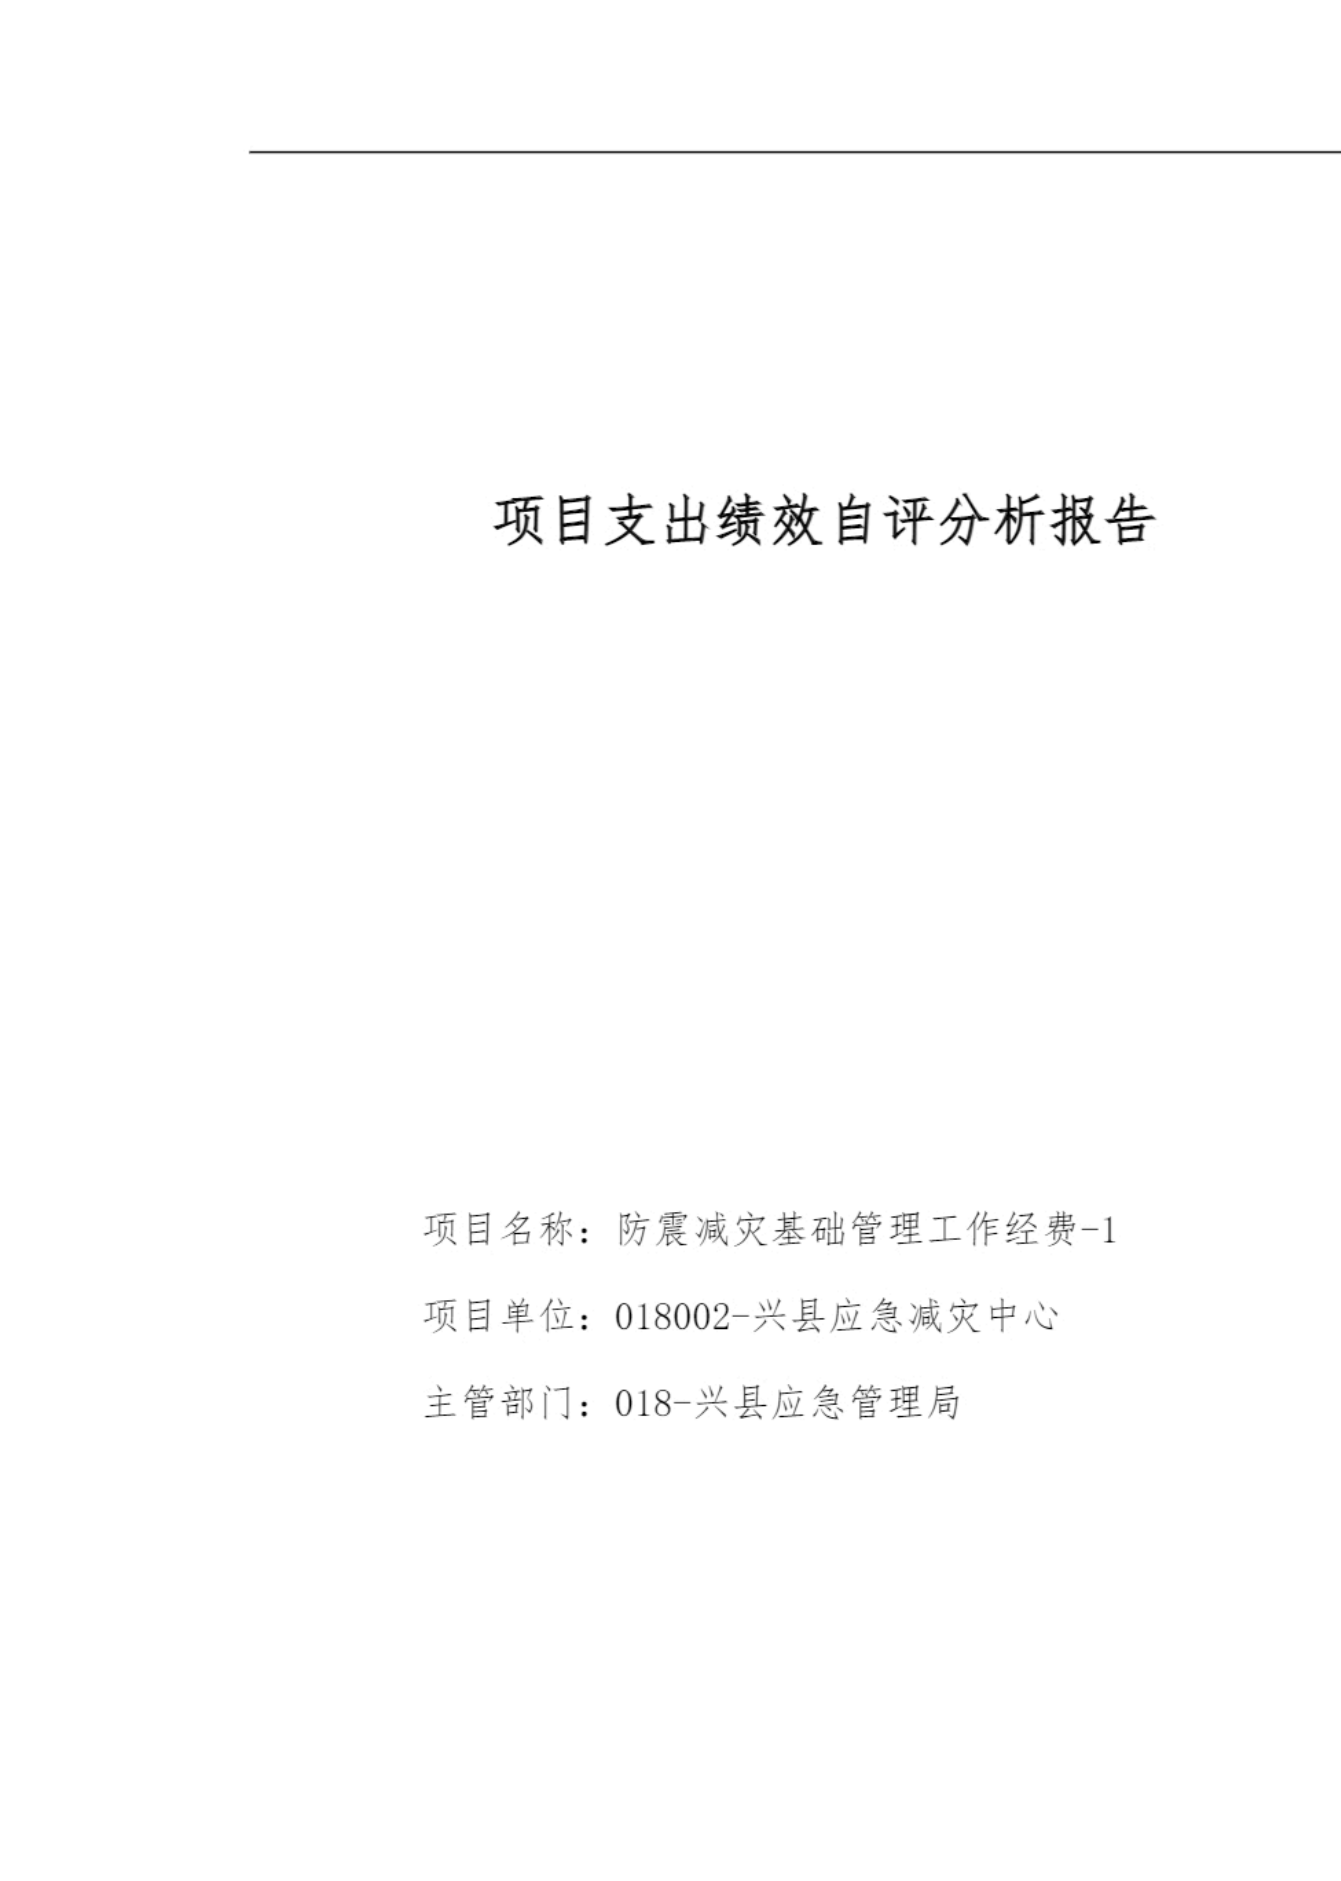 项目支出绩效自评分析报告
项目名称：防震减灾基础管理工作经费-1
项目单位：018002-兴县应急减灾中心
主管部门：018-兴县应急管理局